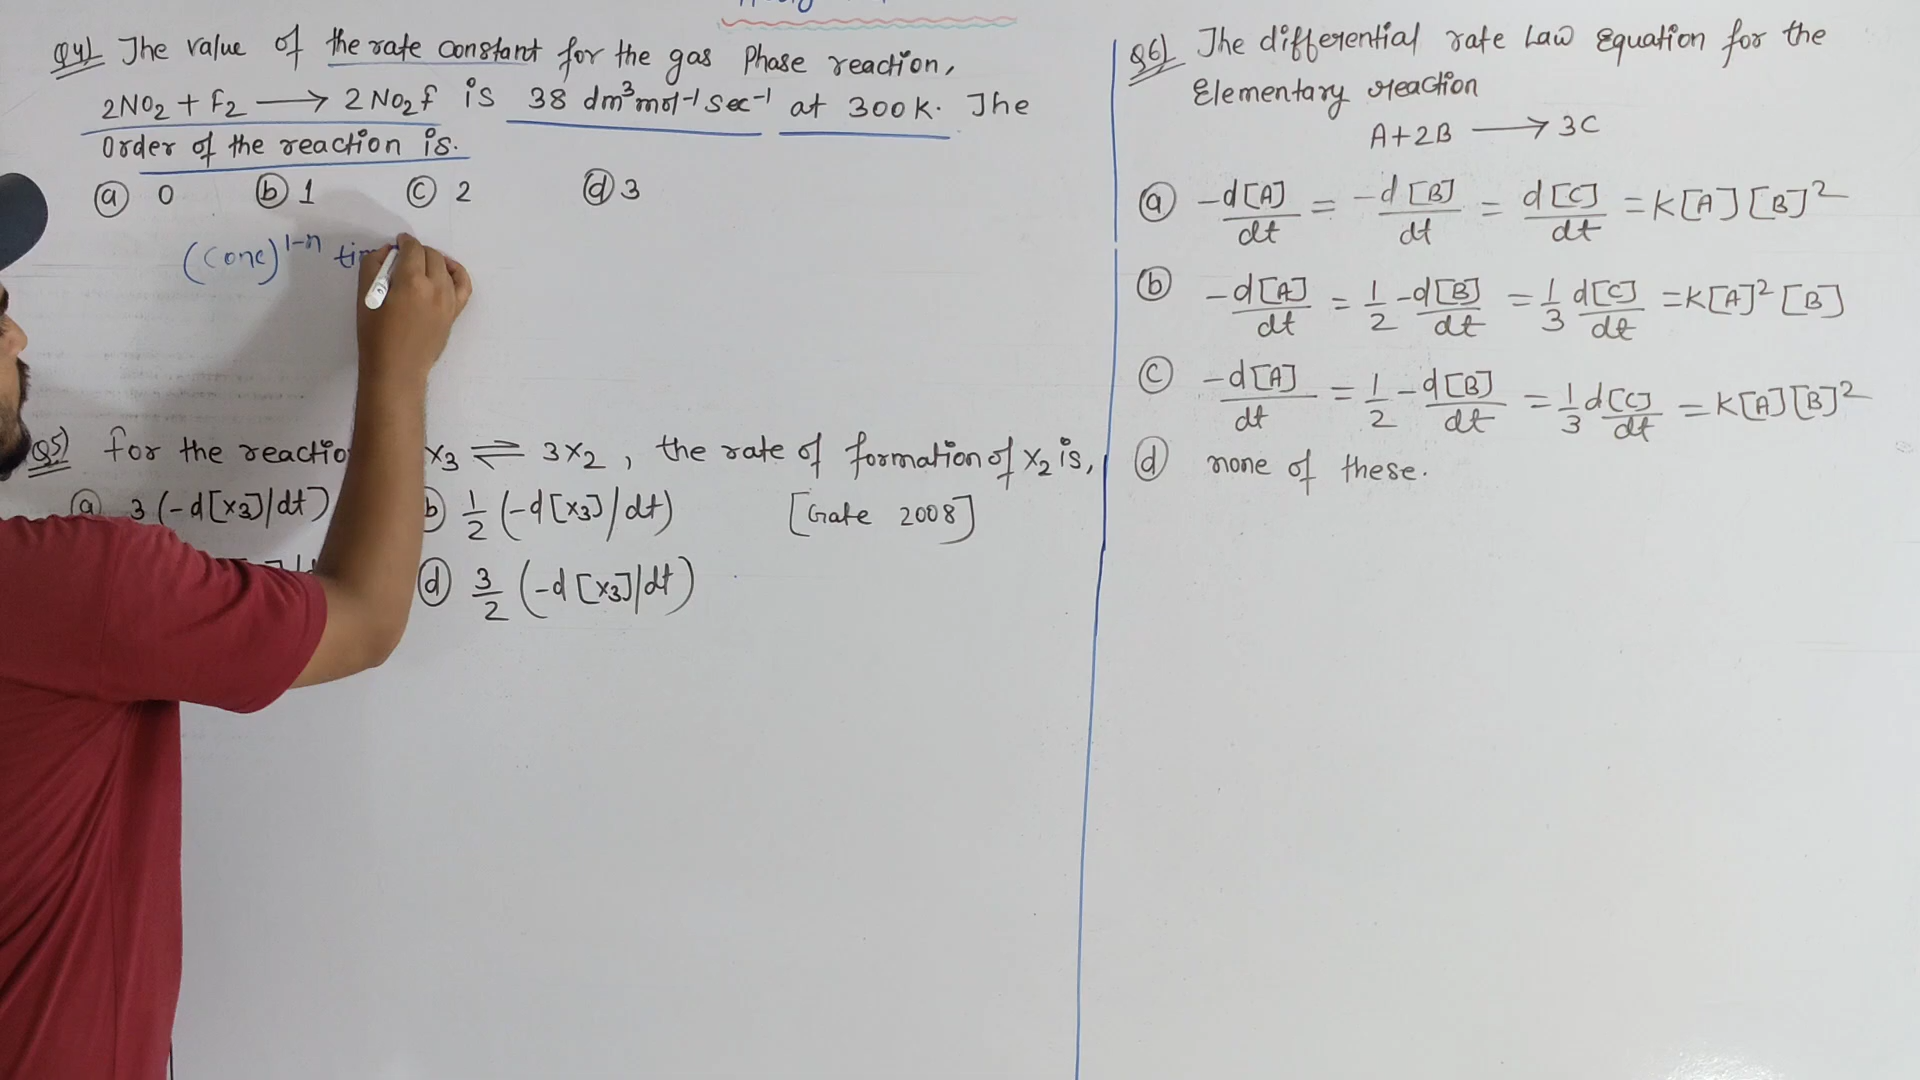 Q4) The value of the rate constant for the gas Phase reaction,
2NO₂ + F₂ ⟶ 2NO₂F is 38 dm³mol⁻¹sec⁻¹ at 300K. The
Order of the reaction is.
ⓐ 0 ⓑ 1 ⓒ 2 ⓓ 3
(Conc)¹⁻ⁿ
Q5) for the X₃ ⇌ 3X₂, the rate of formation of X₂ is,
ⓐ 3(-d[X₃]/dt) ⓑ 1/2 (-d[X₃]/dt) [Gate 2008]
ⓓ 3/2 (-d[X₃]/dt)
Q6) The differential rate Law Equation for the
Elementary reaction
A+2B ⟶ 3C
ⓐ -d[A]/dt = -d[B]/dt = d[C]/dt = K[A][B]²
ⓑ -d[A]/dt = 1/2 -d[B]/dt = 1/3 d[C]/dt = K[A]²[B]
ⓒ -d[A]/dt = 1/2 -d[B]/dt = 1/3 d[C]/dt = K[A][B]²
ⓓ none of these.